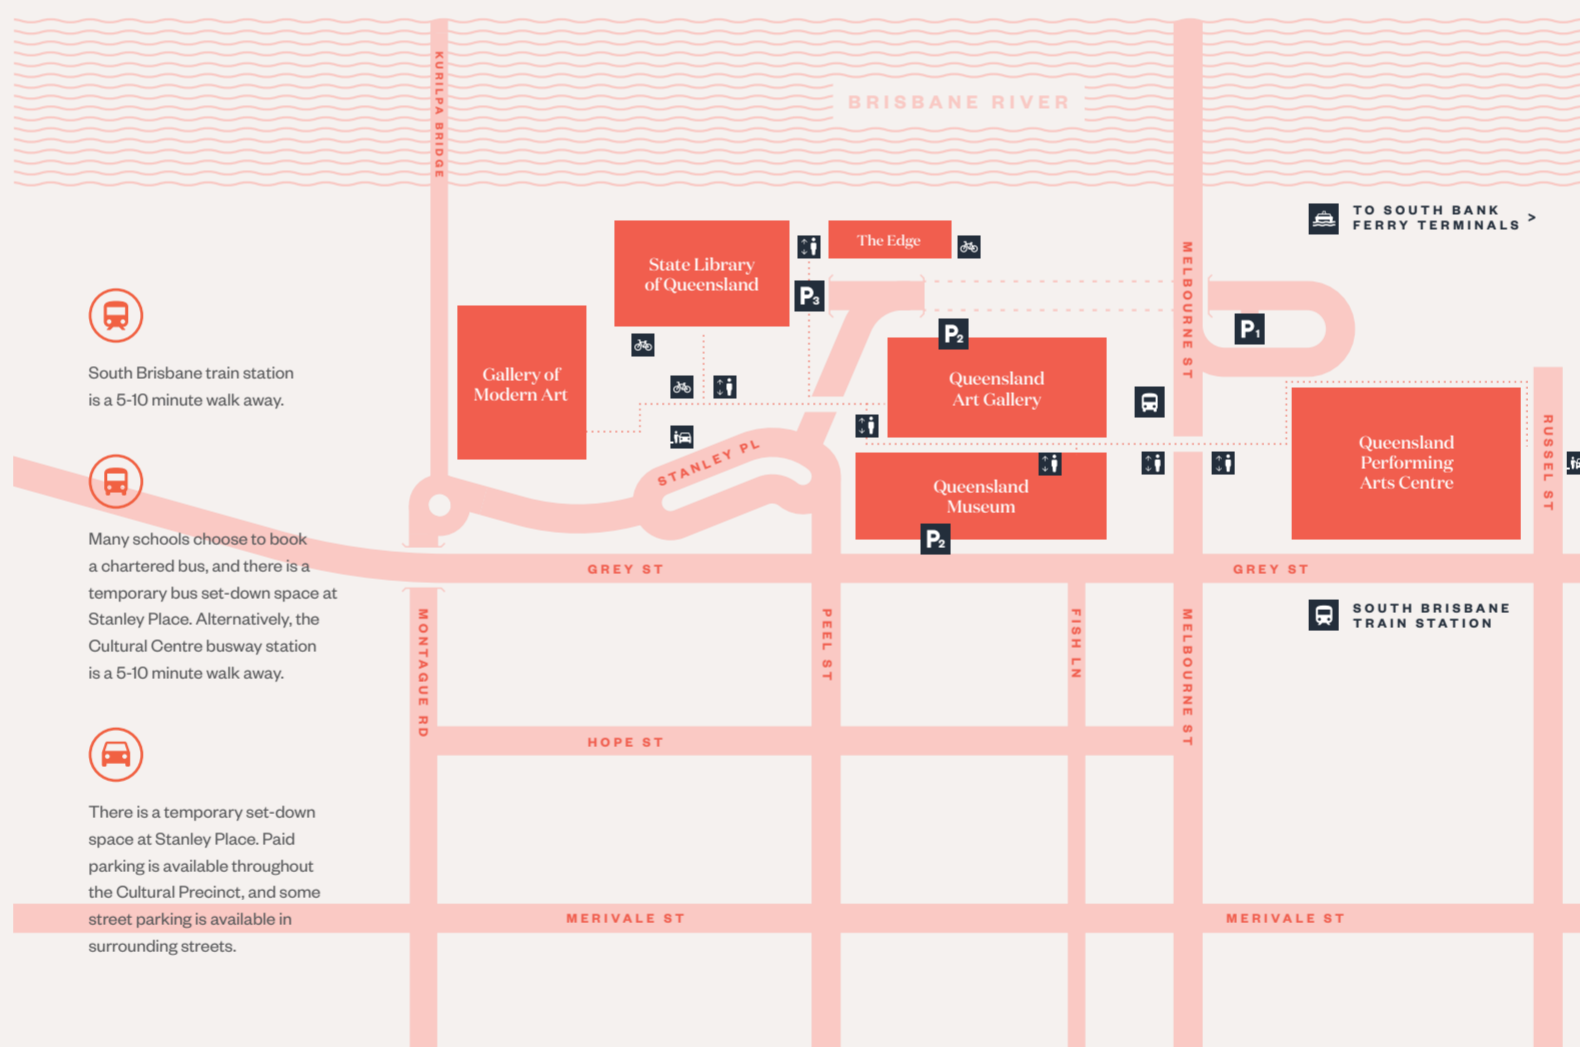 KURILPA BRIDGE
BRISBANE RIVER
TO SOUTH BANK
FERRY TERMINALS >
State Library
of Queensland
The Edge
P3
P2
P1
MELBOURNE ST
Gallery of
Modern Art
Queensland
Art Gallery
STANLEY PL
Queensland
Museum
P2
Queensland
Performing
Arts Centre
RUSSEL ST
South Brisbane train station
is a 5-10 minute walk away.
Many schools choose to book
a chartered bus, and there is a
temporary bus set-down space at
Stanley Place. Alternatively, the
Cultural Centre busway station
is a 5-10 minute walk away.
There is a temporary set-down
space at Stanley Place. Paid
parking is available throughout
the Cultural Precinct, and some
street parking is available in
surrounding streets.
GREY ST
GREY ST
SOUTH BRISBANE
TRAIN STATION
MONTAGUE RD
PEEL ST
FISH LN
MELBOURNE ST
HOPE ST
MERIVALE ST
MERIVALE ST